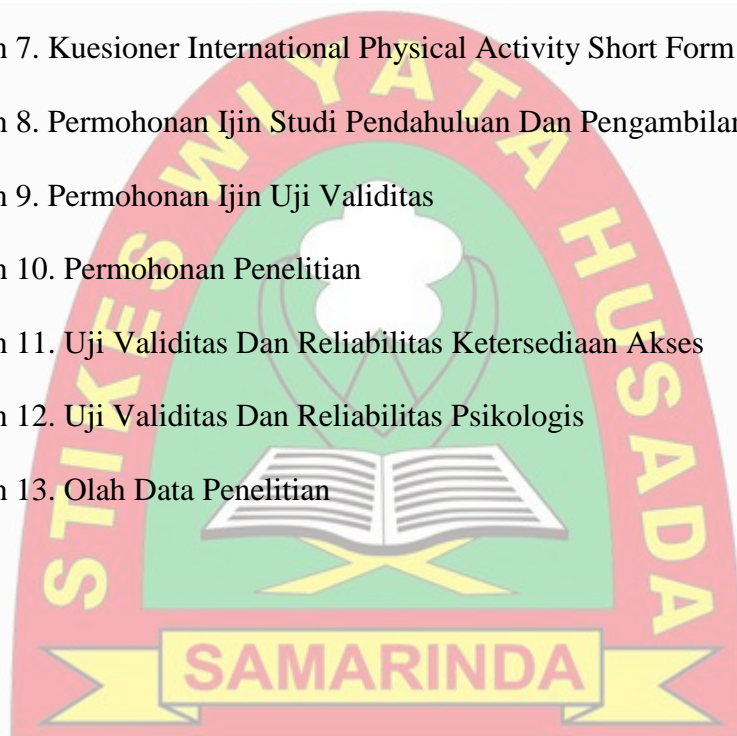 n 7. Kuesioner International Physical Activity Short Form
n 8. Permohonan Ijin Studi Pendahuluan Dan Pengambilan
n 9. Permohonan Ijin Uji Validitas
n 10. Permohonan Penelitian
n 11. Uji Validitas Dan Reliabilitas Ketersediaan Akses
n 12. Uji Validitas Dan Reliabilitas Psikologis
n 13. Olah Data Penelitian
STIKES WIYATA HUSADA
SAMARINDA